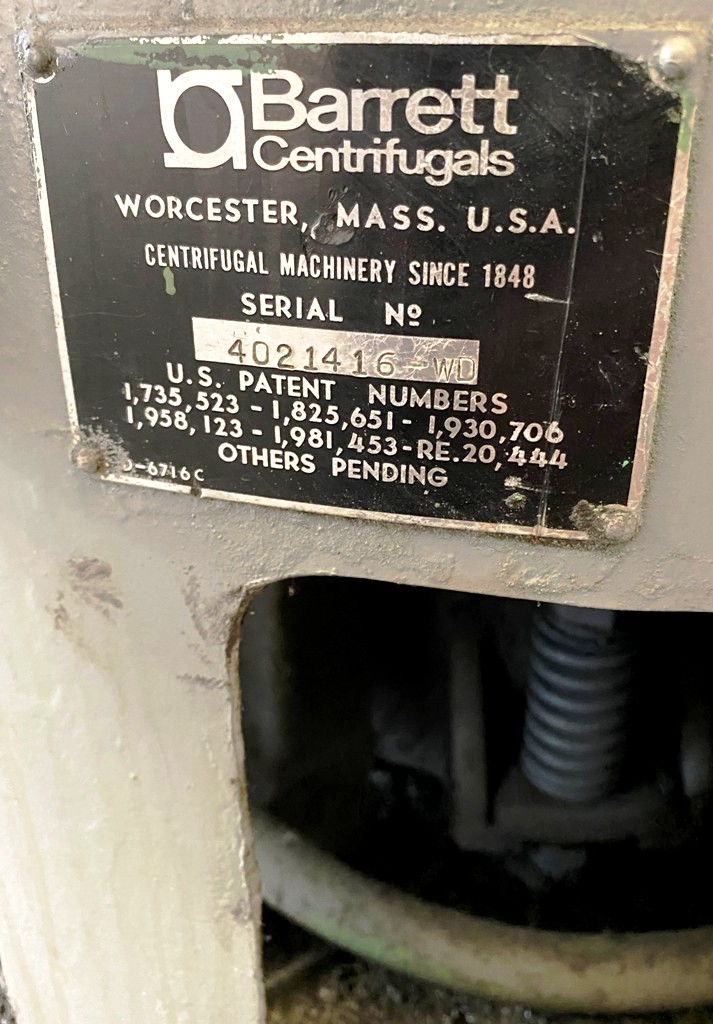 Barrett
Centrifugals
WORCESTER, MASS. U.S.A.
CENTRIFUGAL MACHINERY SINCE 1848
SERIAL Nº
4021416-WD
U.S. PATENT NUMBERS
1,735,523 - 1,825,651 - 1,930,706
1,958,123 - 1,981,453 - RE.20,444
OTHERS PENDING
D-6716C